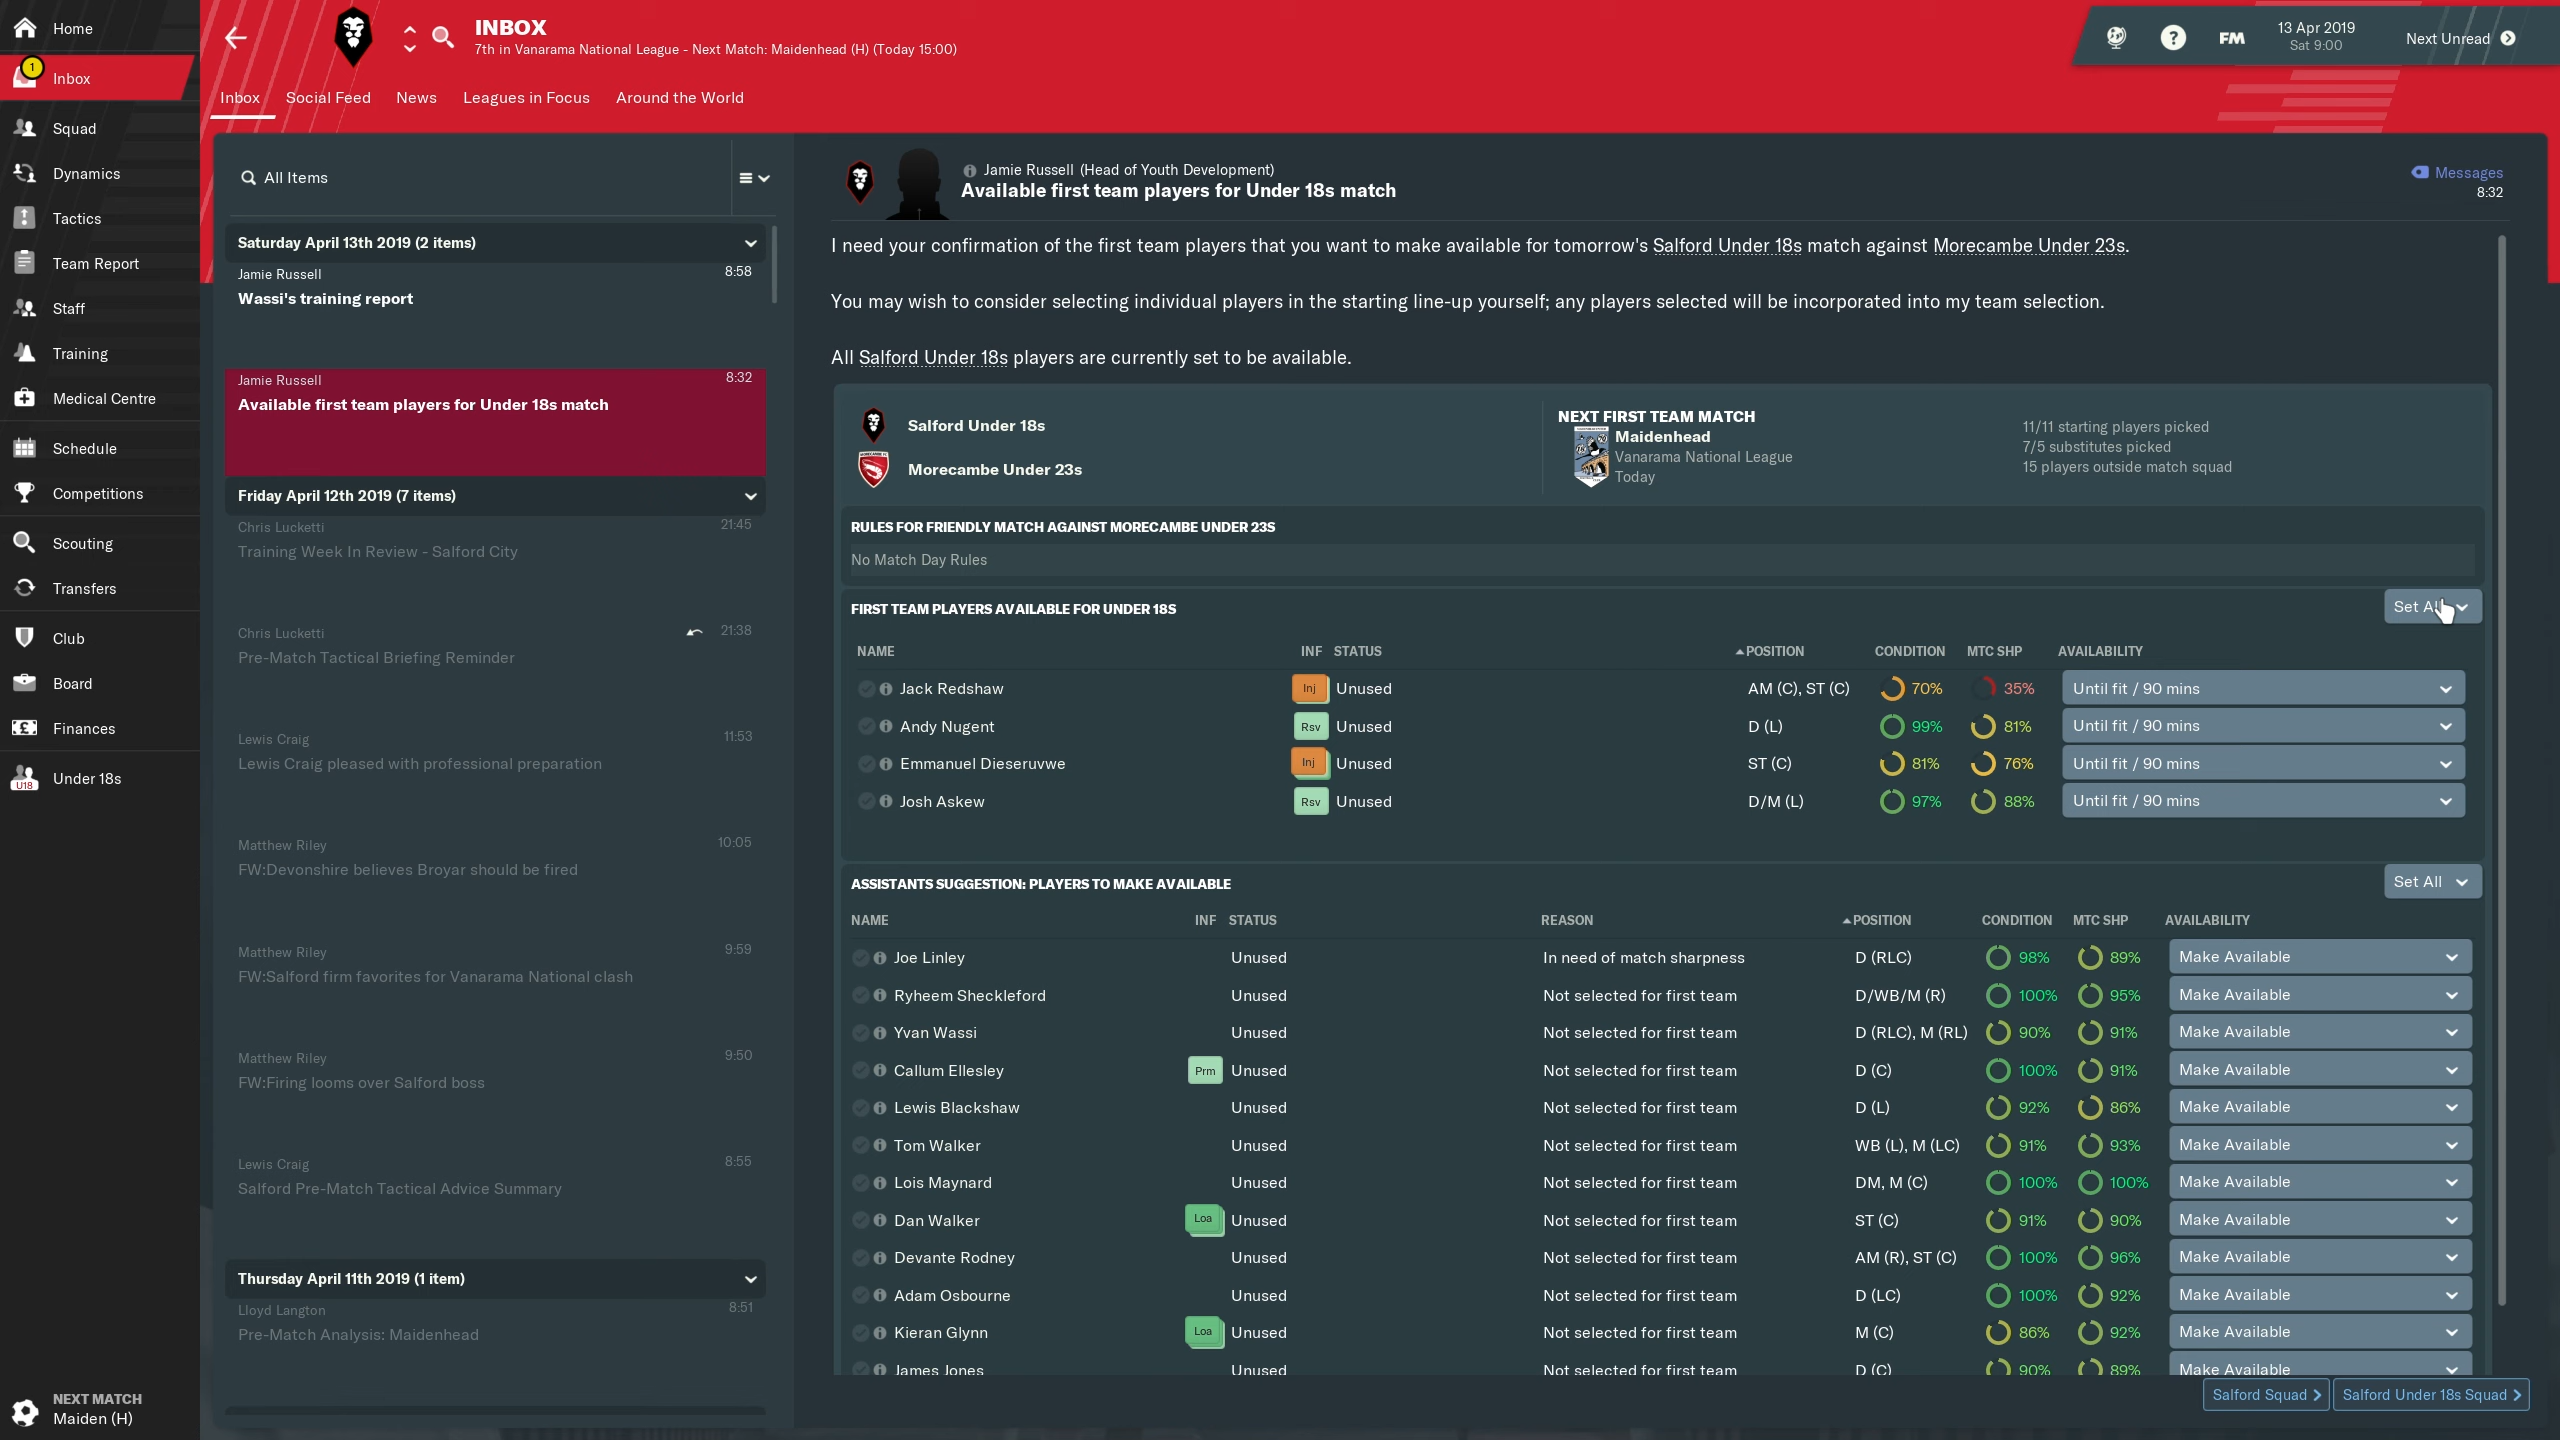 Home
1
Inbox
Squad
Dynamics
Tactics
Team Report
Staff
Training
Medical Centre
Schedule
Competitions
Scouting
Transfers
Club
Board
Finances
U18
Under 18s
NEXT MATCH
Maiden (H)
INBOX
7th in Vanarama National League - Next Match: Maidenhead (H) (Today 15:00)
Inbox Social Feed News Leagues in Focus Around the World
? FM 13 Apr 2019 Next Unread
Sat 9:00
All Items
Saturday April 13th 2019 (2 items)
Jamie Russell 8:58
Wassi's training report
Jamie Russell 8:32
Available first team players for Under 18s match
Friday April 12th 2019 (7 items)
Chris Lucketti 21:45
Training Week In Review - Salford City
Chris Lucketti 21:38
Pre-Match Tactical Briefing Reminder
Lewis Craig 11:53
Lewis Craig pleased with professional preparation
Matthew Riley 10:05
FW:Devonshire believes Broyar should be fired
Matthew Riley 9:59
FW:Salford firm favorites for Vanarama National clash
Matthew Riley 9:50
FW:Firing looms over Salford boss
Lewis Craig 8:55
Salford Pre-Match Tactical Advice Summary
Thursday April 11th 2019 (1 item)
Lloyd Langton 8:51
Pre-Match Analysis: Maidenhead
Jamie Russell (Head of Youth Development) Messages
Available first team players for Under 18s match 8:32
I need your confirmation of the first team players that you want to make available for tomorrow's Salford Under 18s match against Morecambe Under 23s.
You may wish to consider selecting individual players in the starting line-up yourself; any players selected will be incorporated into my team selection.
All Salford Under 18s players are currently set to be available.
Salford Under 18s
Morecambe Under 23s
NEXT FIRST TEAM MATCH
Maidenhead
Vanarama National League
Today
11/11 starting players picked
7/5 substitutes picked
15 players outside match squad
RULES FOR FRIENDLY MATCH AGAINST MORECAMBE UNDER 23S
No Match Day Rules
FIRST TEAM PLAYERS AVAILABLE FOR UNDER 18S Set All
NAME INF STATUS POSITION CONDITION MTC SHP AVAILABILITY
Jack Redshaw Inj Unused AM (C), ST (C) 70% 35% Until fit / 90 mins
Andy Nugent Rsv Unused D (L) 99% 81% Until fit / 90 mins
Emmanuel Dieseruvwe Inj Unused ST (C) 81% 76% Until fit / 90 mins
Josh Askew Rsv Unused D/M (L) 97% 88% Until fit / 90 mins
ASSISTANTS SUGGESTION: PLAYERS TO MAKE AVAILABLE Set All
NAME INF STATUS REASON POSITION CONDITION MTC SHP AVAILABILITY
Joe Linley Unused In need of match sharpness D (RLC) 98% 89% Make Available
Ryheem Sheckleford Unused Not selected for first team D/WB/M (R) 100% 95% Make Available
Yvan Wassi Unused Not selected for first team D (RLC), M (RL) 90% 91% Make Available
Callum Ellesley Prm Unused Not selected for first team D (C) 100% 91% Make Available
Lewis Blackshaw Unused Not selected for first team D (L) 92% 86% Make Available
Tom Walker Unused Not selected for first team WB (L), M (LC) 91% 93% Make Available
Lois Maynard Unused Not selected for first team DM, M (C) 100% 100% Make Available
Dan Walker Loa Unused Not selected for first team ST (C) 91% 90% Make Available
Devante Rodney Unused Not selected for first team AM (R), ST (C) 100% 96% Make Available
Adam Osbourne Unused Not selected for first team D (LC) 100% 92% Make Available
Kieran Glynn Loa Unused Not selected for first team M (C) 86% 92% Make Available
James Jones Unused Not selected for first team D (C) 90% 89% Make Available
Salford Squad Salford Under 18s Squad